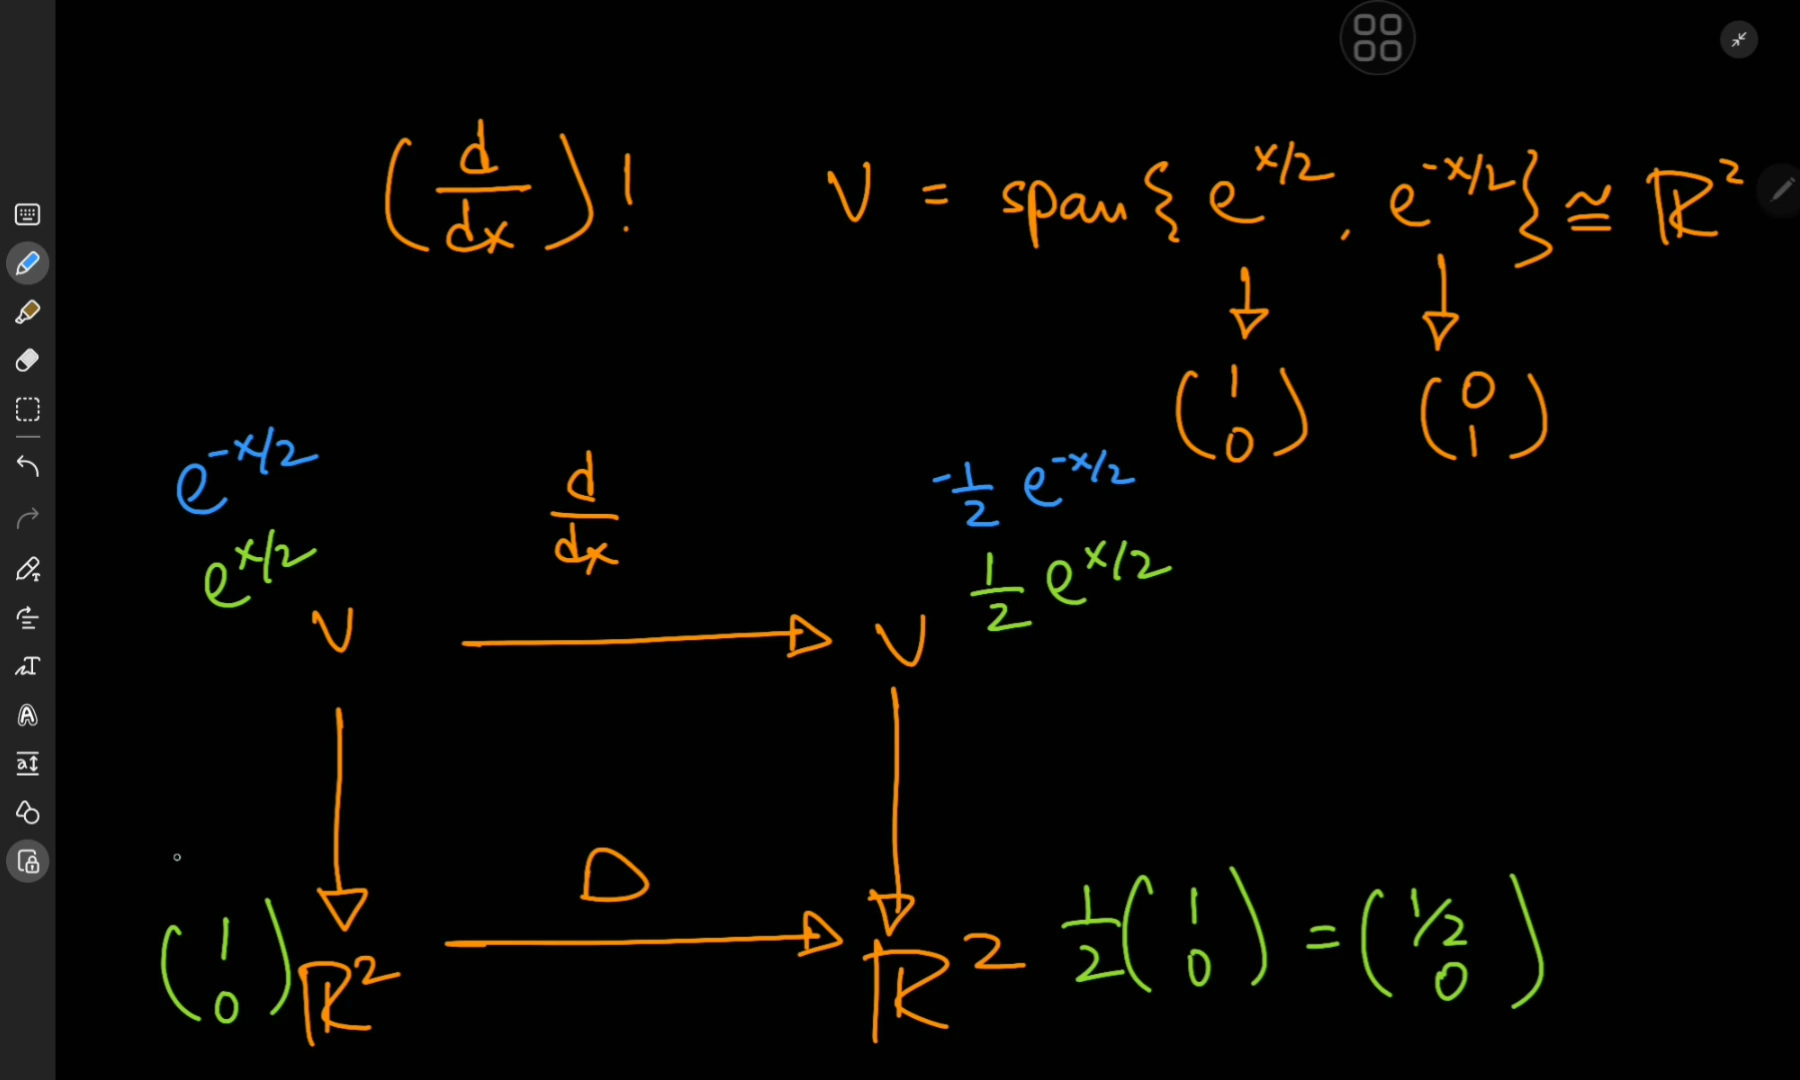 (d/dx)! V = span{e^{x/2}, e^{-x/2}} ≅ ℝ²
(1 0) (0 1)
e^{-x/2} d/dx -1/2 e^{-x/2}
e^{x/2} 1/2 e^{x/2}
V V
D
(1 0) ℝ² ℝ² 1/2 (1 0) = (1/2 0)